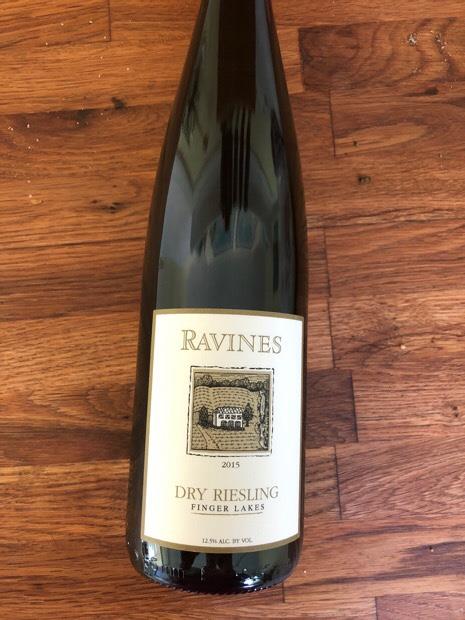 RAVINES
2015
DRY RIESLING
FINGER LAKES
12.5% ALC. BY VOL.